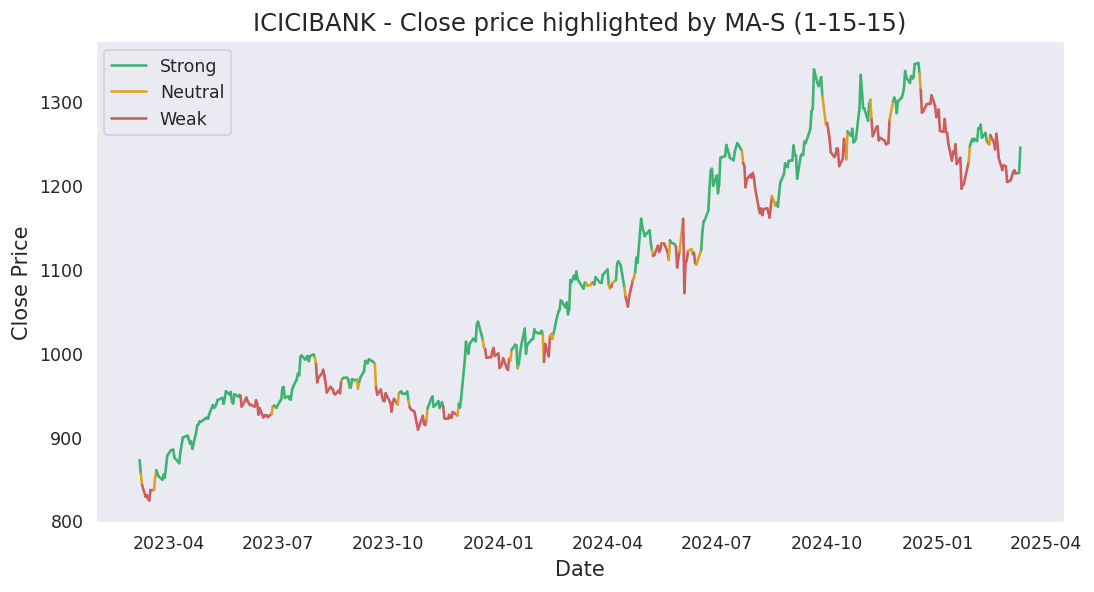 ICICIBANK - Close price highlighted by MA-S (1-15-15)
Strong
Neutral
Weak
Close Price
1300
1200
1100
1000
900
800
2023-04 2023-07 2023-10 2024-01 2024-04 2024-07 2024-10 2025-01 2025-04
Date